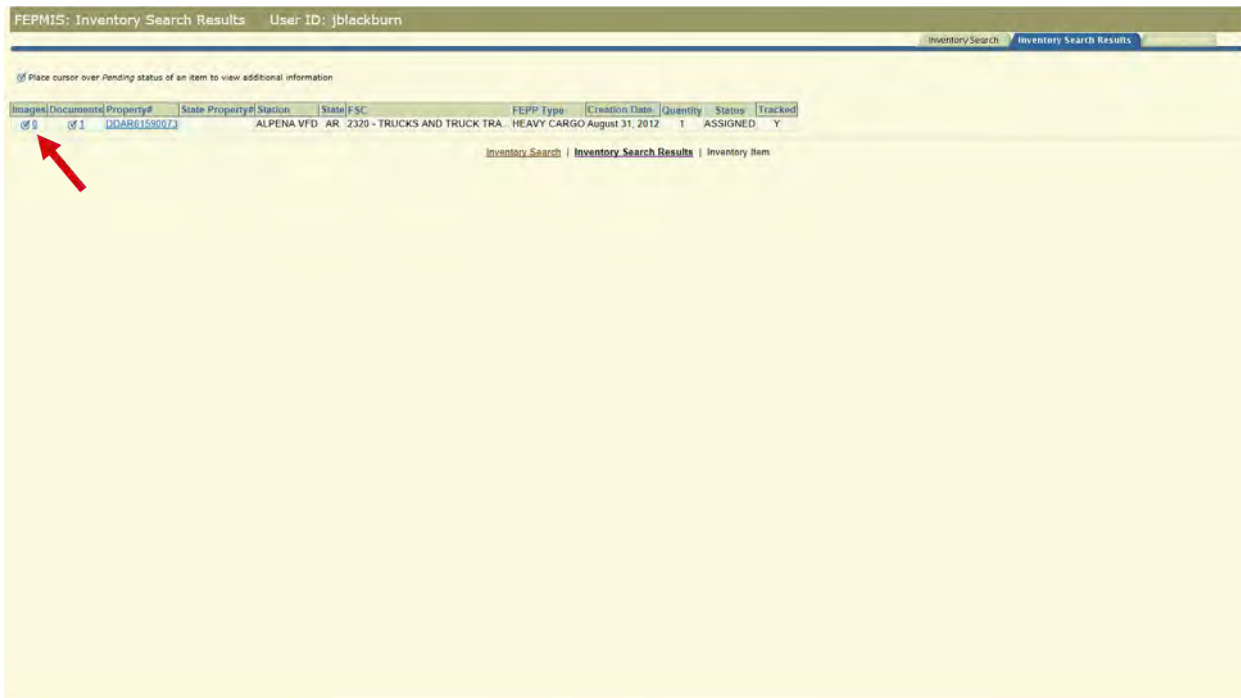 FEPMIS: Inventory Search Results User ID: jblackburn
Inventory Search Inventory Search Results
Place cursor over Pending status of an item to view additional information
Images Documents Property# State Property# Station State FSC FEPP Type Creation Date Quantity Status Tracked
0 1 DDAR61590073 ALPENA VFD AR 2320 - TRUCKS AND TRUCK TRA.. HEAVY CARGO August 31, 2012 1 ASSIGNED Y
Inventory Search | Inventory Search Results | Inventory Item